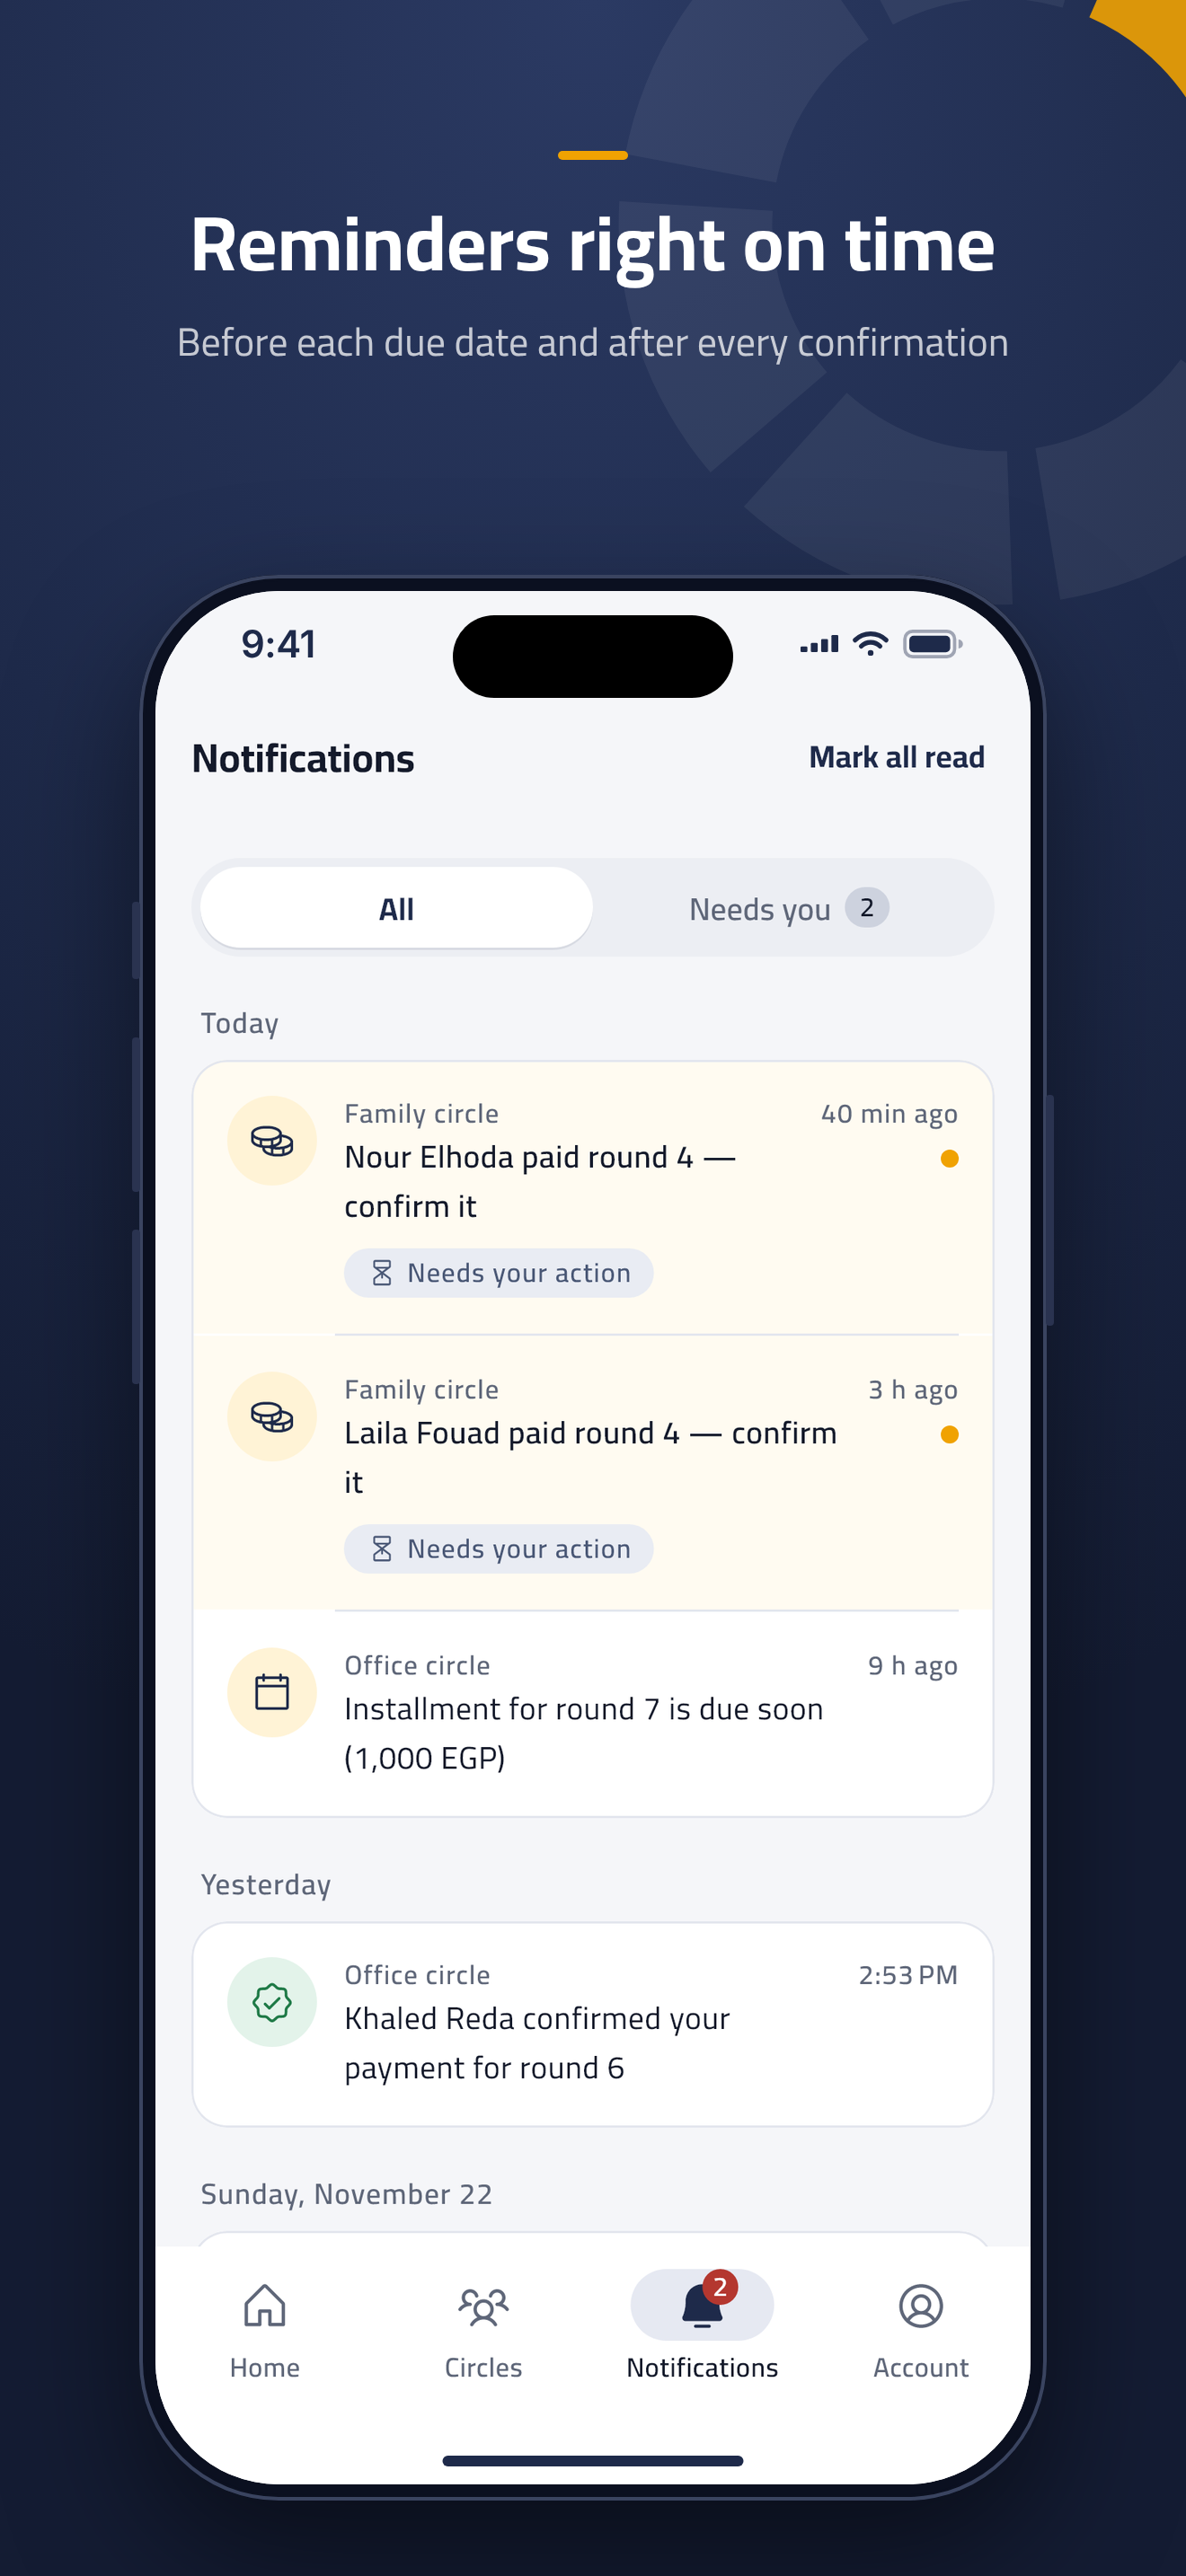 Reminders right on time
Before each due date and after every confirmation
9:41
Notifications
Mark all read
All
Needs you 2
Today
Family circle
40 min ago
Nour Elhoda paid round 4 —
confirm it
Needs your action
Family circle
3 h ago
Laila Fouad paid round 4 — confirm
it
Needs your action
Office circle
9 h ago
Installment for round 7 is due soon
(1,000 EGP)
Yesterday
Office circle
2:53 PM
Khaled Reda confirmed your
payment for round 6
Sunday, November 22
2
Home
Circles
Notifications
Account